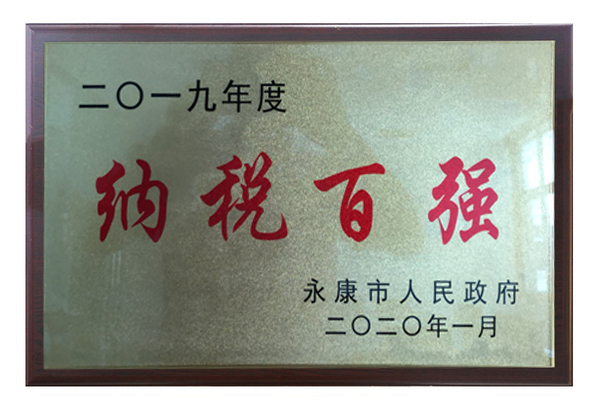 二〇一九年度
纳税百强
永康市人民政府
二〇二〇年一月